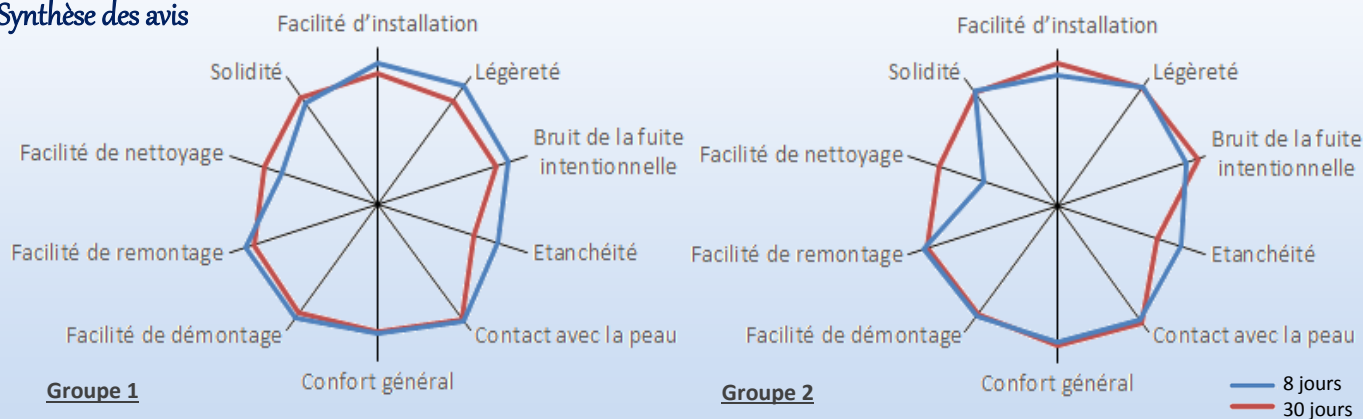 Synthèse des avis
Facilité d'installation
Solidité
Légèreté
Bruit de la fuite
intentionnelle
Facilité de nettoyage
Facilité de remontage
Etanchéité
Facilité de démontage
Contact avec la peau
Confort général
Groupe 1
Facilité d'installation
Solidité
Légèreté
Bruit de la fuite
intentionnelle
Facilité de nettoyage
Facilité de remontage
Etanchéité
Facilité de démontage
Contact avec la peau
Confort général
Groupe 2
8 jours
30 jours